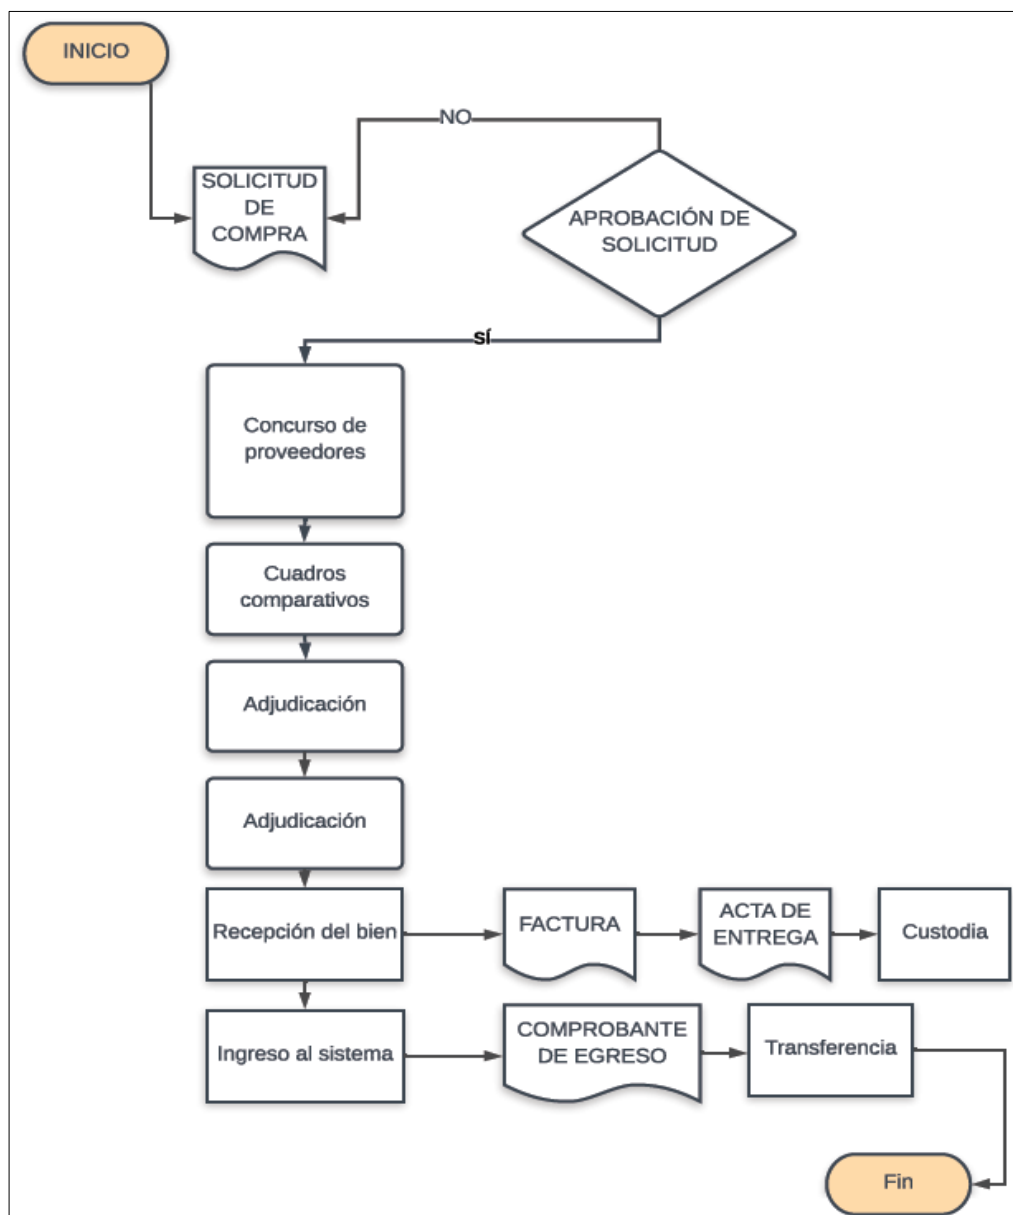 INICIO
NO
SOLICITUD
DE
COMPRA
APROBACIÓN DE
SOLICITUD
SÍ
Concurso de
proveedores
Cuadros
comparativos
Adjudicación
Adjudicación
Recepción del bien
FACTURA
ACTA DE
ENTREGA
Custodia
Ingreso al sistema
COMPROBANTE
DE EGRESO
Transferencia
Fin